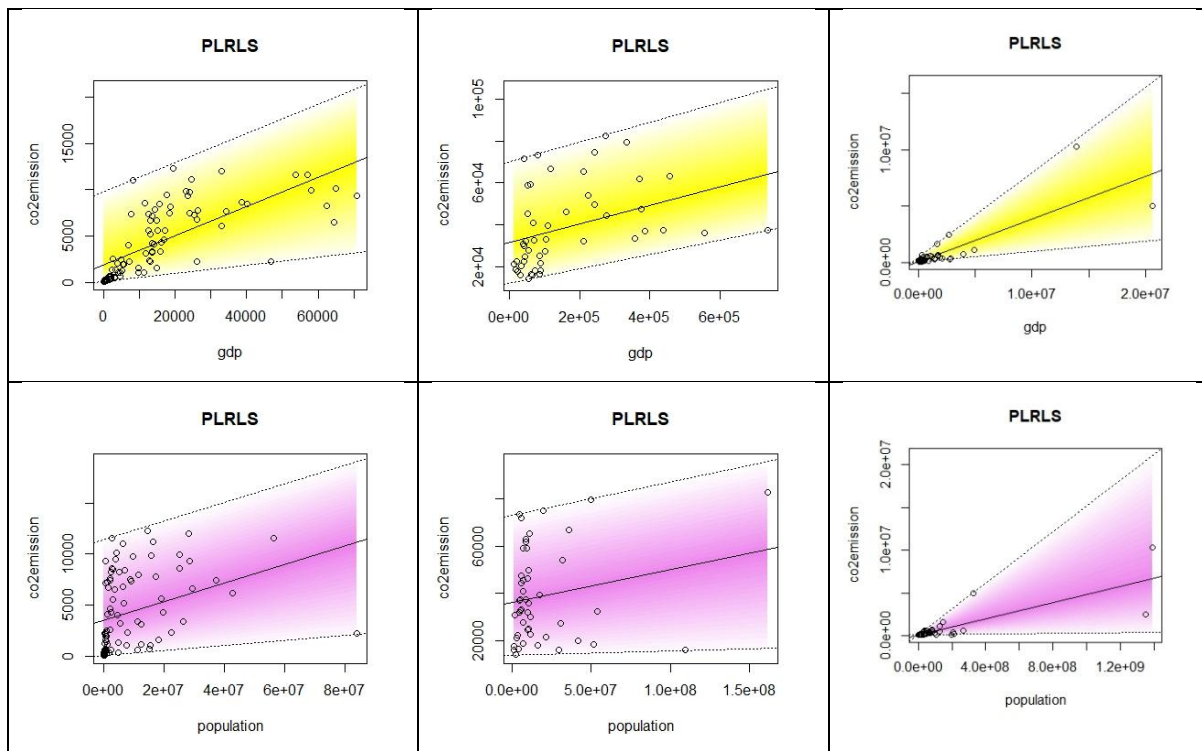 PLRLS
co2emission
0 5000 15000
0 20000 40000 60000
gdp
PLRLS
co2emission
2e+04 6e+04 1e+05
0e+00 2e+05 4e+05 6e+05
gdp
PLRLS
co2emission
0.0e+00 1.0e+07
0.0e+00 1.0e+07 2.0e+07
gdp
PLRLS
co2emission
0 5000 10000
0e+00 2e+07 4e+07 6e+07 8e+07
population
PLRLS
co2emission
20000 60000
0.0e+00 5.0e+07 1.0e+08 1.5e+08
population
PLRLS
co2emission
0.0e+00 1.0e+07 2.0e+07
0.0e+00 4.0e+08 8.0e+08 1.2e+09
population